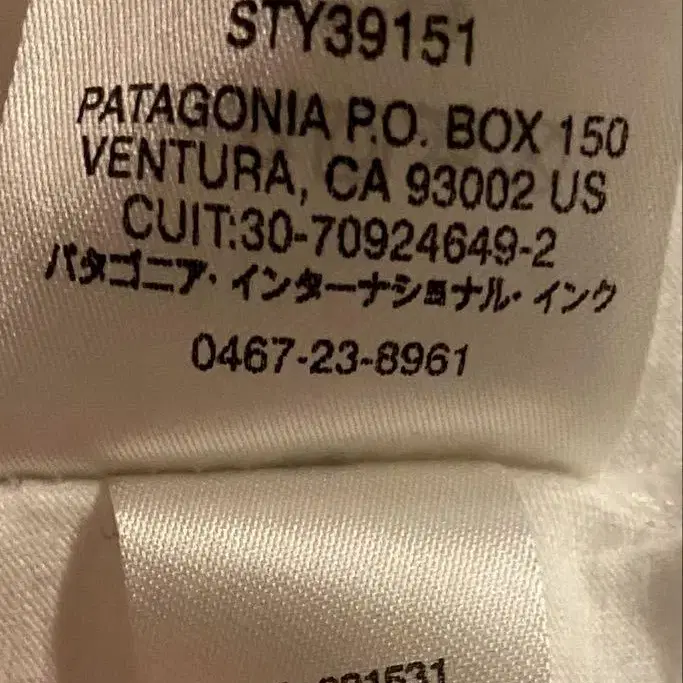 STY39151
PATAGONIA P.O. BOX 150
VENTURA, CA 93002 US
CUIT:30-70924649-2
パタゴニア・インターナショナル・インク
0467-23-8961